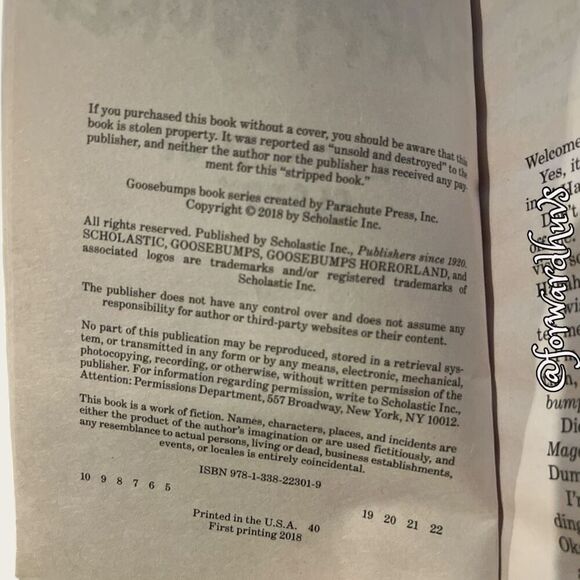 If you purchased this book without a cover, you should be aware that this
book is stolen property. It was reported as "unsold and destroyed" to the
publisher, and neither the author nor the publisher has received any pay-
ment for this "stripped book."
Goosebumps book series created by Parachute Press, Inc.
Copyright © 2018 by Scholastic Inc.
All rights reserved. Published by Scholastic Inc., Publishers since 1920.
SCHOLASTIC, GOOSEBUMPS, GOOSEBUMPS HORRORLAND, and
associated logos are trademarks and/or registered trademarks of
Scholastic Inc.
The publisher does not have any control over and does not assume any
responsibility for author or third-party websites or their content.
No part of this publication may be reproduced, stored in a retrieval sys-
tem, or transmitted in any form or by any means, electronic, mechanical,
photocopying, recording, or otherwise, without written permission of the
publisher. For information regarding permission, write to Scholastic Inc.,
Attention: Permissions Department, 557 Broadway, New York, NY 10012.
This book is a work of fiction. Names, characters, places, and incidents are
either the product of the author's imagination or are used fictitiously, and
any resemblance to actual persons, living or dead, business establishments,
events, or locales is entirely coincidental.
ISBN 978-1-338-22301-9
10 9 8 7 6 5 19 20 21 22
Printed in the U.S.A. 40
First printing 2018
Welcome
Yes, it
@forwardhuys
Mage
Dum
I'm
ding